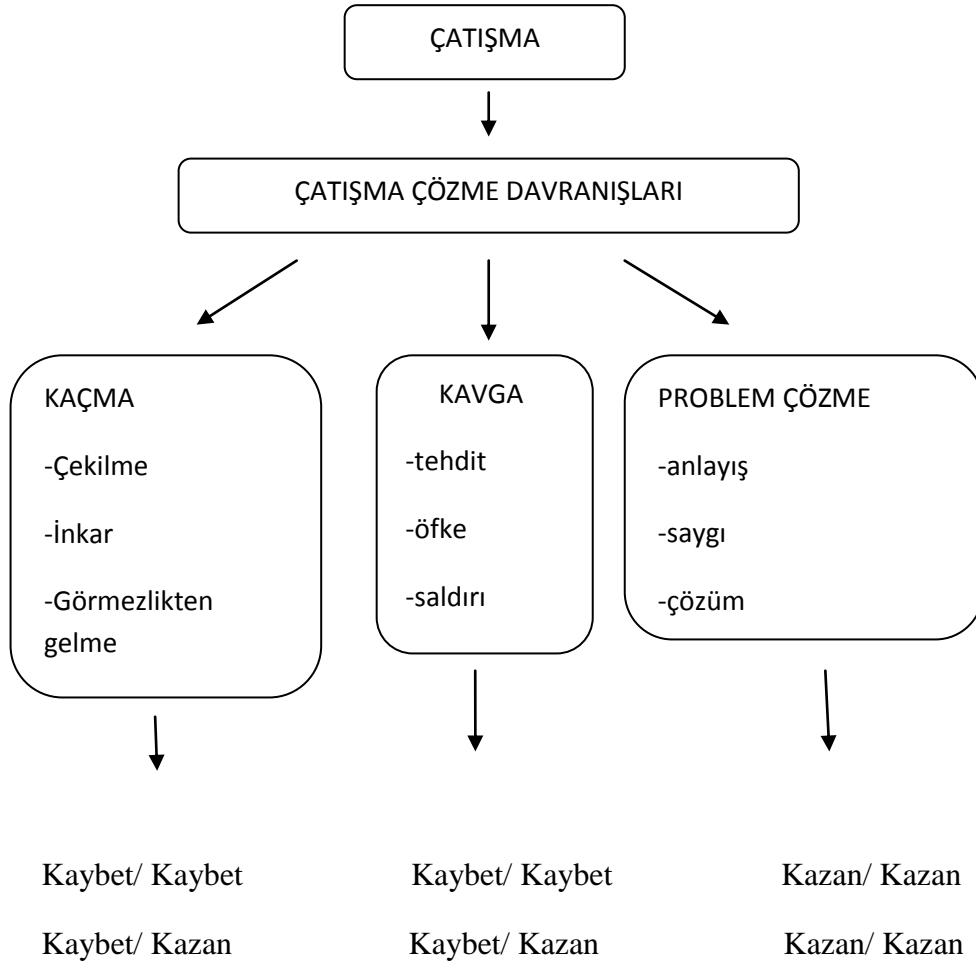 ÇATIŞMA
ÇATIŞMA ÇÖZME DAVRANIŞLARI
KAÇMA
-Çekilme
-İnkar
-Görmezlikten
gelme
KAVGA
-tehdit
-öfke
-saldırı
PROBLEM ÇÖZME
-anlayış
-saygı
-çözüm
Kaybet/ Kaybet
Kaybet/ Kaybet
Kazan/ Kazan
Kaybet/ Kazan
Kaybet/ Kazan
Kazan/ Kazan